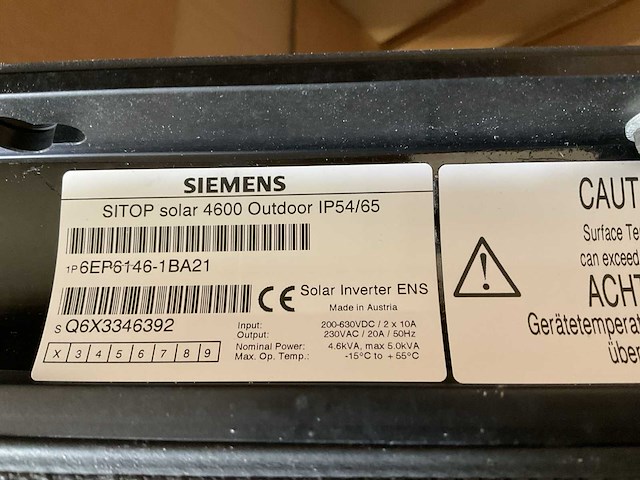 SIEMENS
SITOP solar 4600 Outdoor IP54/65
1P 6EP6146-1BA21
CE Solar Inverter ENS
Made in Austria
S Q6X3346392
X 3 4 5 6 7 8 9
Input: 200-630VDC / 2 x 10A
Output: 230VAC / 20A / 50Hz
Nominal Power: 4.6kVA, max 5.0kVA
Max. Op. Temp.: -15°C to + 55°C
CAUT
Surface Te
can exceed
ACHT
Gerätetemperat
über